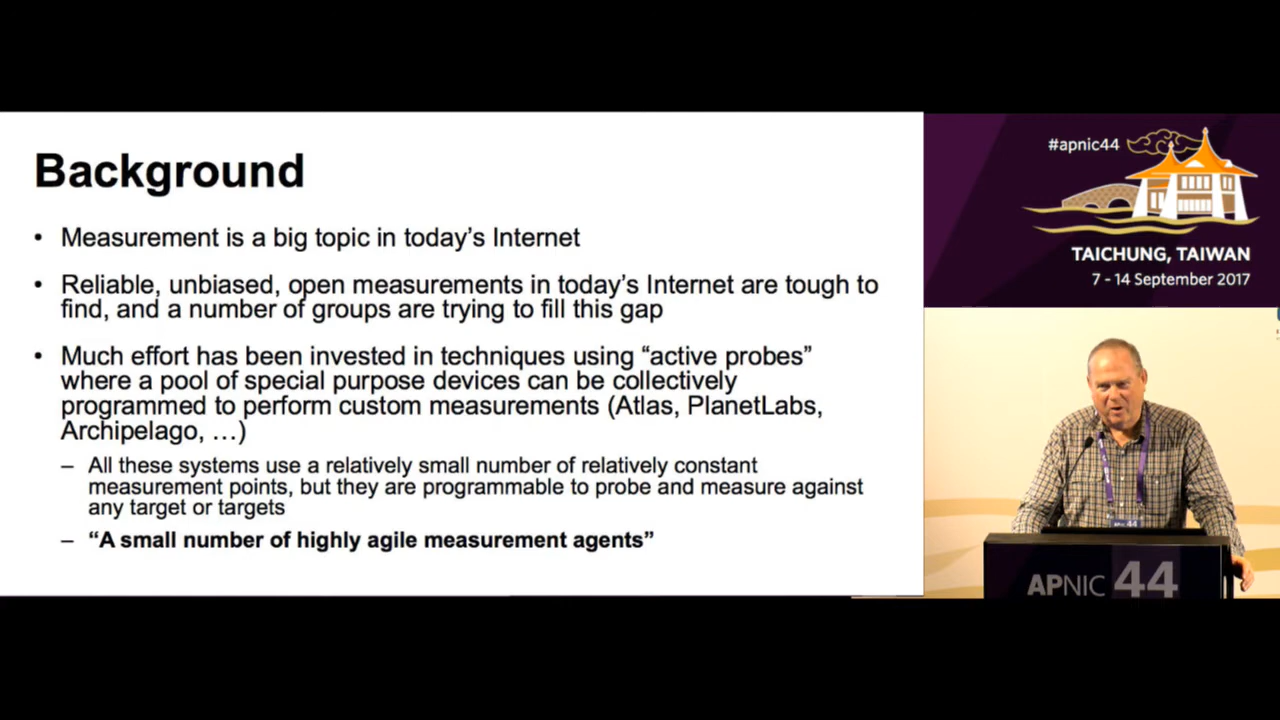 Background
• Measurement is a big topic in today's Internet
• Reliable, unbiased, open measurements in today's Internet are tough to
find, and a number of groups are trying to fill this gap
• Much effort has been invested in techniques using “active probes”
where a pool of special purpose devices can be collectively
programmed to perform custom measurements (Atlas, PlanetLabs,
Archipelago, …)
– All these systems use a relatively small number of relatively constant
measurement points, but they are programmable to probe and measure against
any target or targets
– “A small number of highly agile measurement agents”
#apnic44
TAICHUNG, TAIWAN
7 - 14 September 2017
APNIC 44
APNIC 44